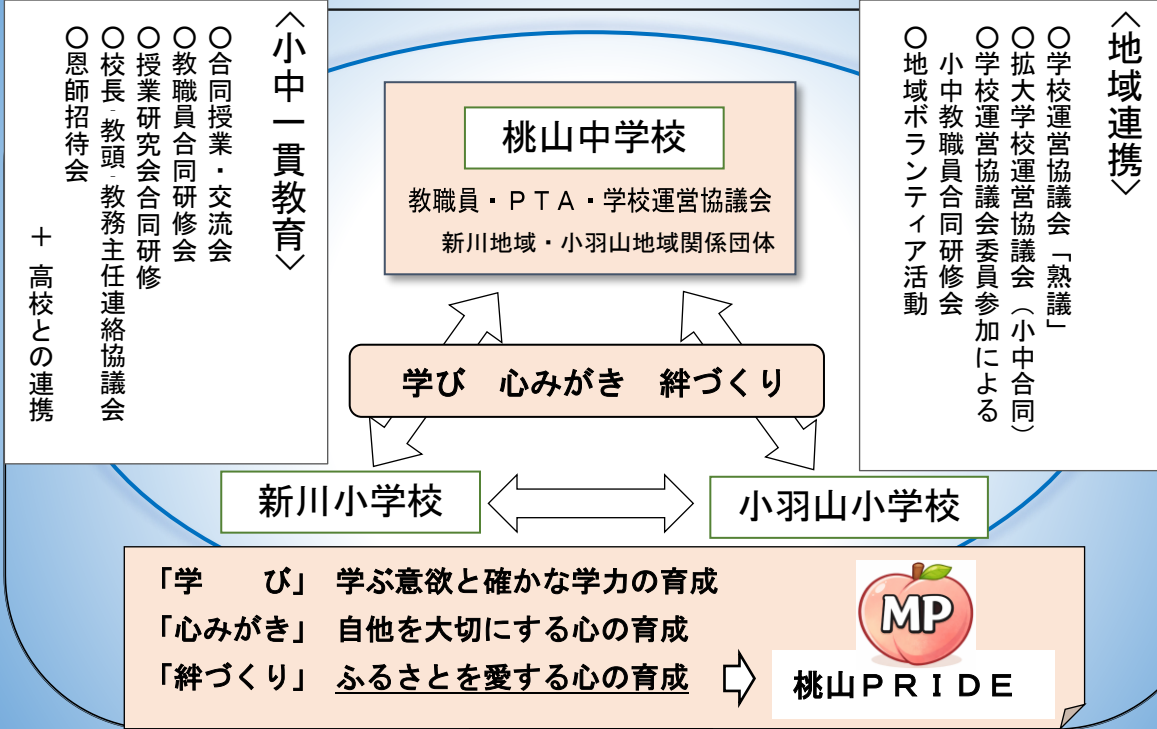 〈小中一貫教育〉
〇合同授業・交流会
〇教職員合同研修会
〇授業研究会合同研修
〇校長・教頭・教務主任連絡協議会
〇恩師招待会
＋ 高校との連携
桃山中学校
教職員・ＰＴＡ・学校運営協議会
新川地域・小羽山地域関係団体
〈地域連携〉
〇学校運営協議会「熟議」
〇拡大学校運営協議会（小中合同）
〇学校運営協議会委員参加による
小中教職員合同研修会
〇地域ボランティア活動
学び　心みがき　絆づくり
新川小学校
小羽山小学校
「学　　び」 学ぶ意欲と確かな学力の育成
「心みがき」 自他を大切にする心の育成
「絆づくり」 ふるさとを愛する心の育成
MP
桃山ＰＲＩＤＥ